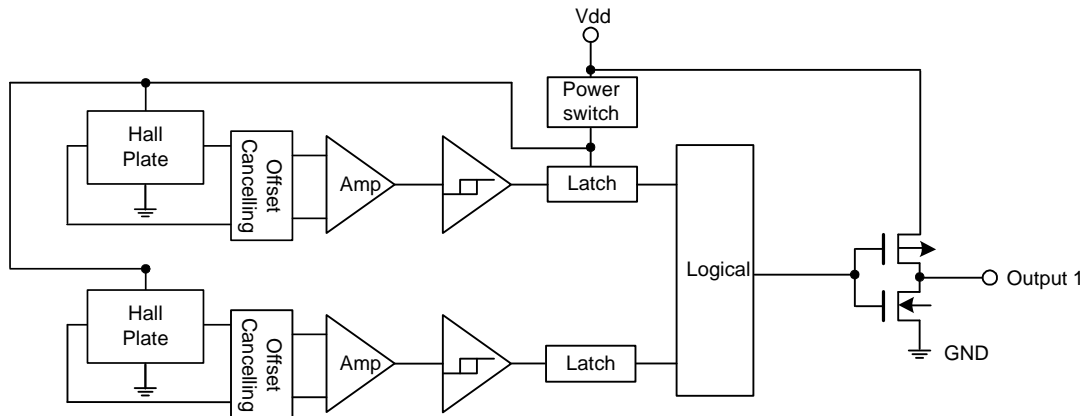 Vdd
Power
switch
Hall
Plate
Offset
Cancelling
Amp
Latch
Logical
Output 1
GND
Hall
Plate
Offset
Cancelling
Amp
Latch